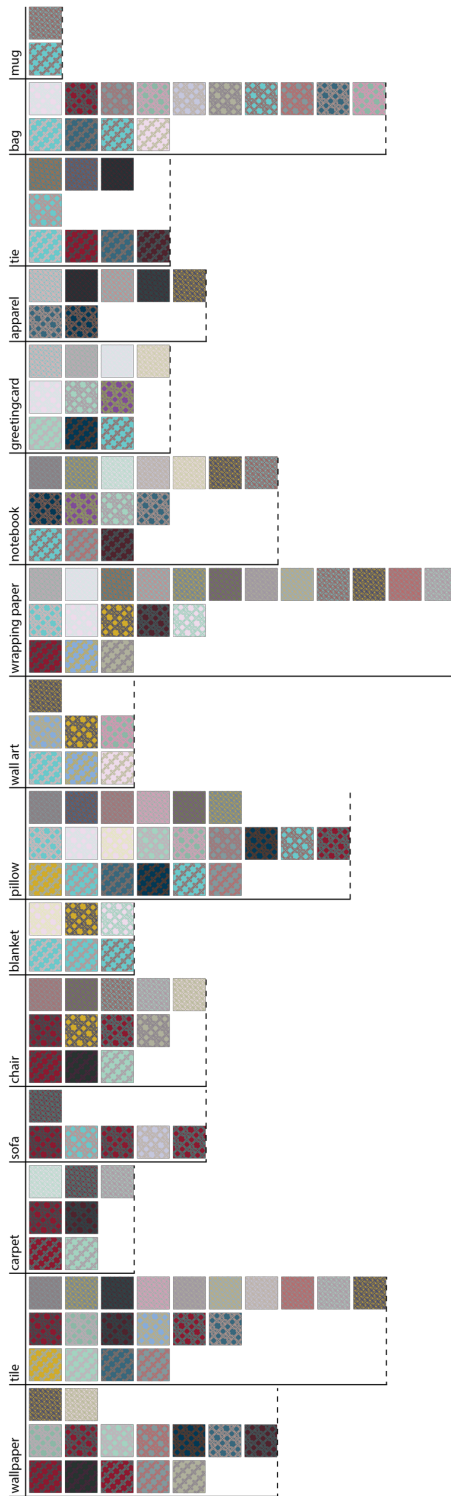 mug
bag
tie
apparel
greetingcard
notebook
wrapping paper
wall art
pillow
blanket
chair
sofa
carpet
tile
wallpaper